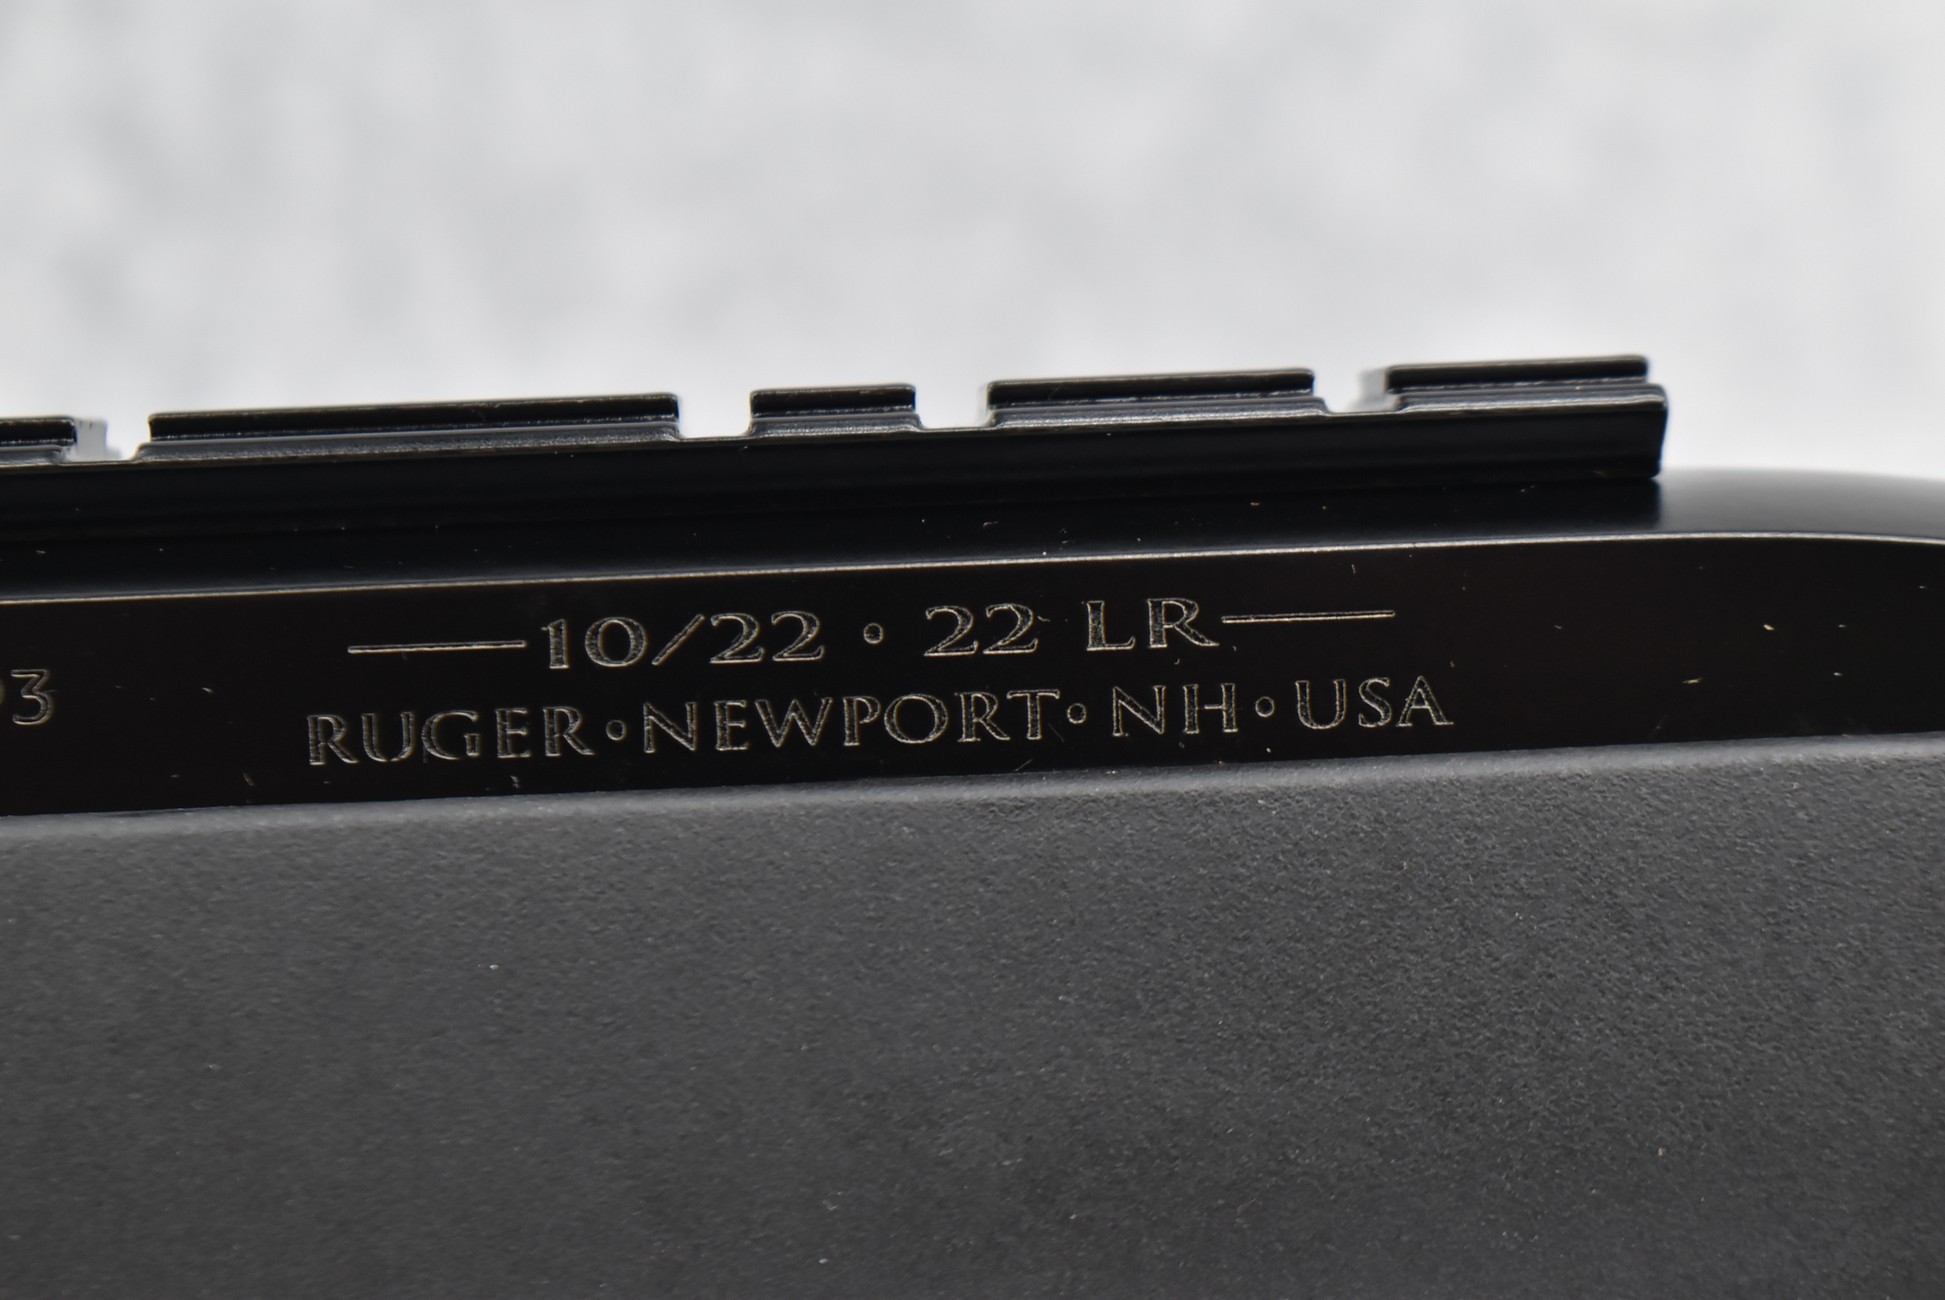 10/22 • 22 LR
RUGER • NEWPORT • NH • USA